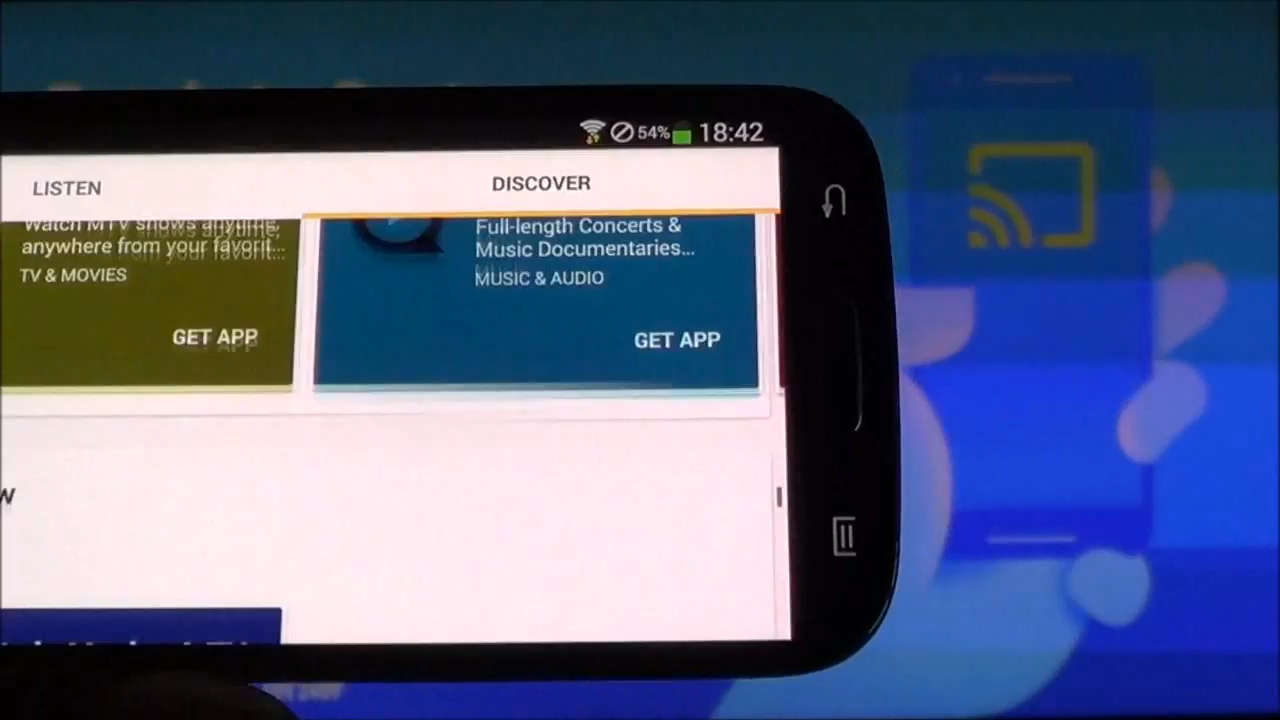 54% 18:42
LISTEN
DISCOVER
Watch MTV shows anytime,
anywhere from your favorit...
TV & MOVIES
GET APP
Full-length Concerts &
Music Documentaries...
MUSIC & AUDIO
GET APP